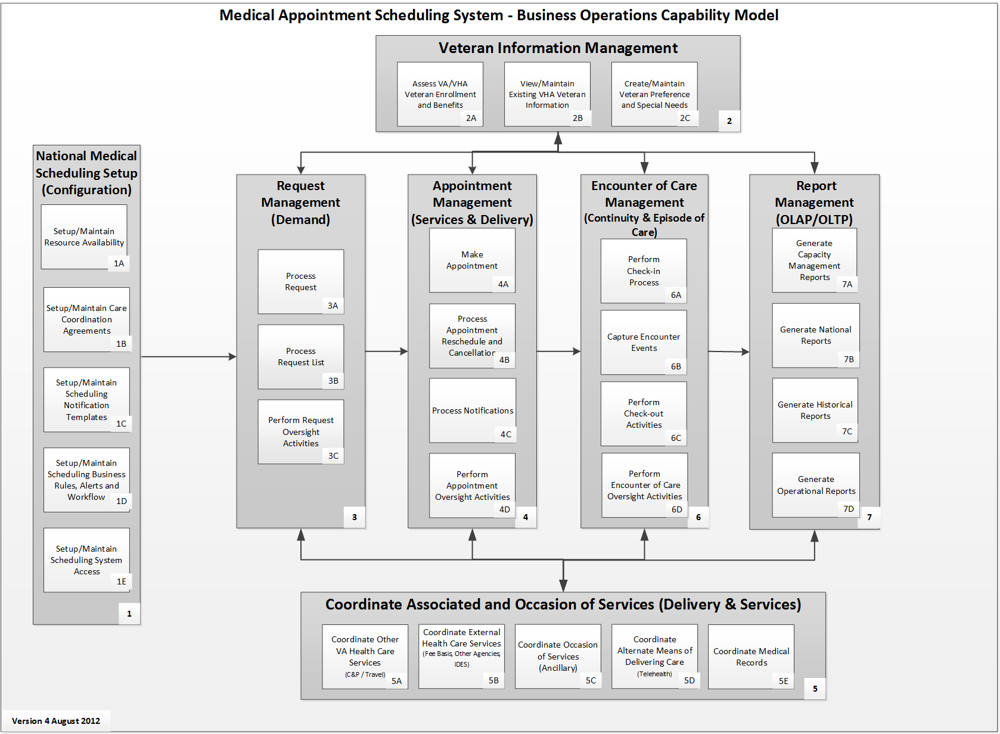 Medical Appointment Scheduling System - Business Operations Capability Model
Veteran Information Management
Assess VA/VHA
Veteran Enrollment
and Benefits
2A
View/Maintain
Existing VHA Veteran
Information
2B
Create/Maintain
Veteran Preference
and Special Needs
2C
2
National Medical
Scheduling Setup
(Configuration)
Setup/Maintain
Resource Availability
1A
Setup/Maintain Care
Coordination
Agreements
1B
Setup/Maintain
Scheduling
Notification
Templates
1C
Setup/Maintain
Scheduling Business
Rules, Alerts and
Workflow
1D
Setup/Maintain
Scheduling System
Access
1E
1
Request
Management
(Demand)
Process
Request
3A
Process
Request List
3B
Perform Request
Oversight
Activities
3C
3
Appointment
Management
(Services & Delivery)
Make
Appointment
4A
Process
Appointment
Reschedule and
Cancellation
4B
Process Notifications
4C
Perform
Appointment
Oversight Activities
4D
4
Encounter of Care
Management
(Continuity & Episode of
Care)
Perform
Check-in
Process
6A
Capture Encounter
Events
6B
Perform
Check-out
Activities
6C
Perform
Encounter of Care
Oversight Activities
6D
6
Report
Management
(OLAP/OLTP)
Generate
Capacity
Management
Reports
7A
Generate National
Reports
7B
Generate Historical
Reports
7C
Generate
Operational Reports
7D
7
Coordinate Associated and Occasion of Services (Delivery & Services)
Coordinate Other
VA Health Care
Services
(C&P / Travel)
5A
Coordinate External
Health Care Services
(Fee Basis, Other Agencies,
IDES)
5B
Coordinate Occasion
of Services
(Ancillary)
5C
Coordinate
Alternate Means of
Delivering Care
(Telehealth)
5D
Coordinate Medical
Records
5E
5
Version 4 August 2012